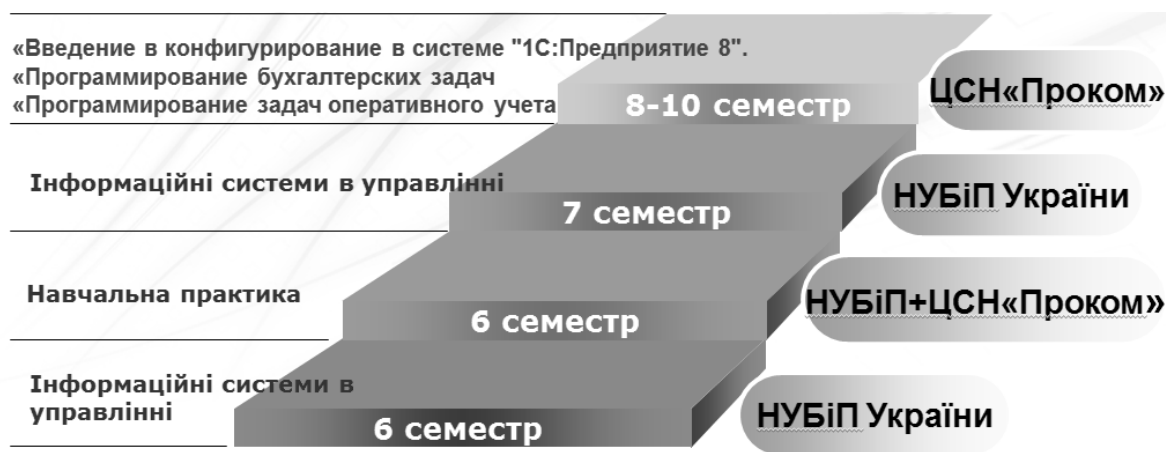 «Введение в конфигурирование в системе "1С:Предприятие 8".
«Программирование бухгалтерских задач
«Программирование задач оперативного учета
8-10 семестр
ЦСН«Проком»
Інформаційні системи в управлінні
7 семестр
НУБіП України
Навчальна практика
6 семестр
НУБіП+ЦСН«Проком»
Інформаційні системи в
управлінні
6 семестр
НУБіП України